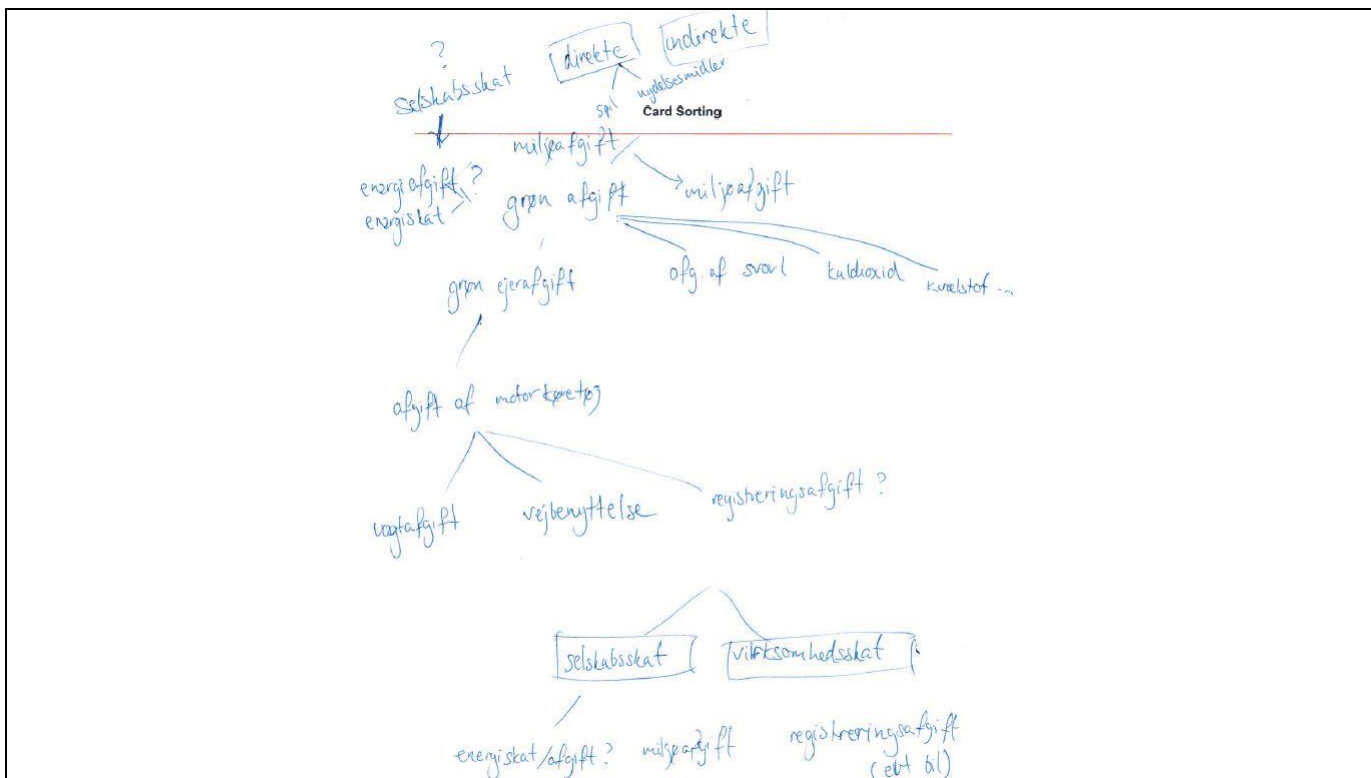 ?
selskabsskat
direkte
indirekte
spil
nydelsesmidler
Card Sorting
miljøafgift
energiafgift ?
energiskat
grøn afgift
miljøafgift
grøn ejerafgift
afg. af svovl
kuldioxid
kvælstof ...
afgift af motorkøretøj
vægtafgift
vejbenyttelse
registreringsafgift ?
selskabsskat
virksomhedsskat
energiskat/afgift ?
miljøafgift
registreringsafgift
(evt bil)